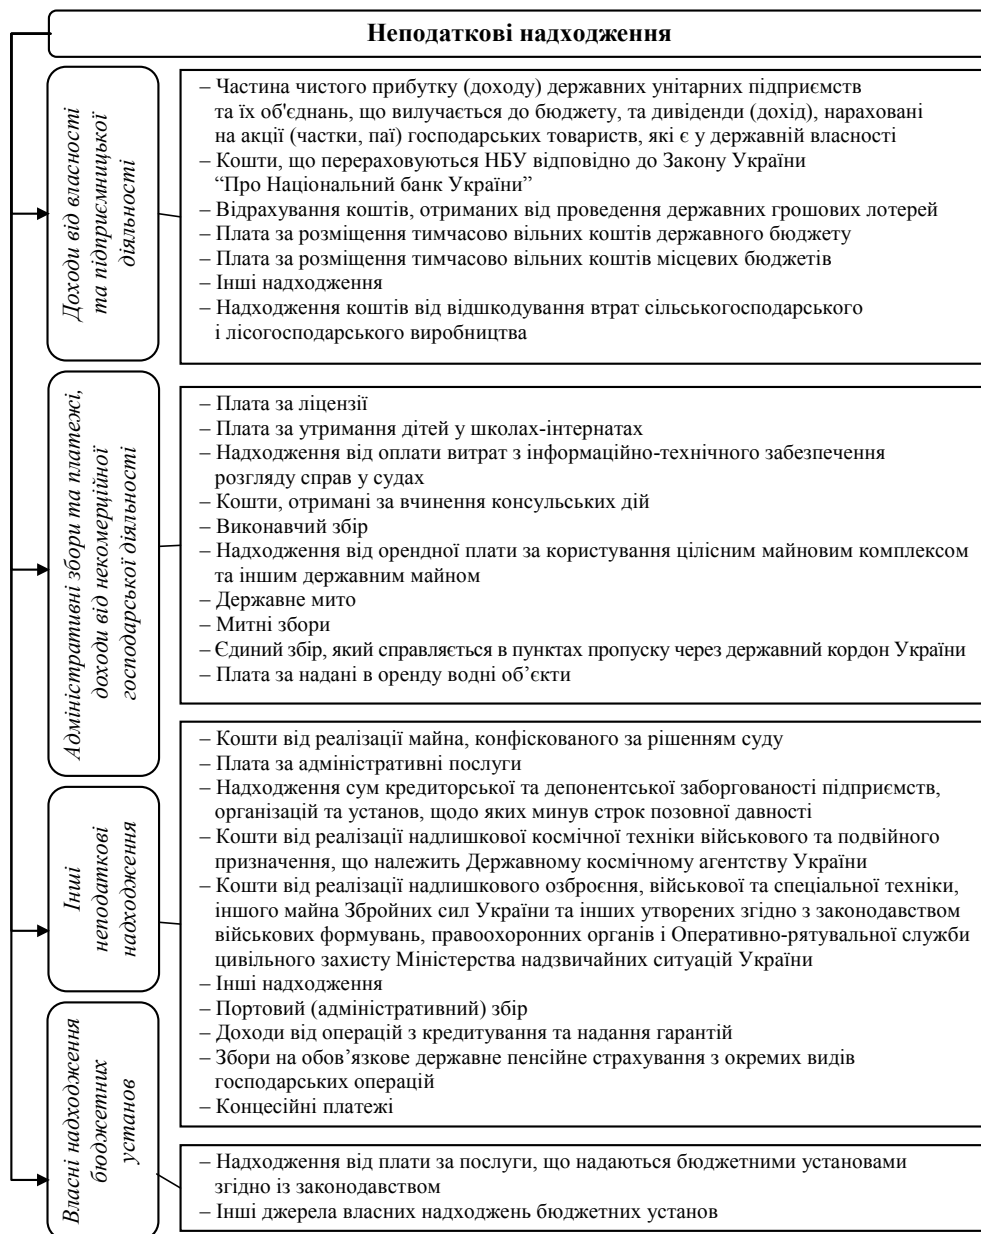 Неподаткові надходження
Доходи від власності
та підприємницької
діяльності
– Частина чистого прибутку (доходу) державних унітарних підприємств
та їх об'єднань, що вилучається до бюджету, та дивіденди (дохід), нараховані
на акції (частки, паї) господарських товариств, які є у державній власності
– Кошти, що перераховуються НБУ відповідно до Закону України
“Про Національний банк України”
– Відрахування коштів, отриманих від проведення державних грошових лотерей
– Плата за розміщення тимчасово вільних коштів державного бюджету
– Плата за розміщення тимчасово вільних коштів місцевих бюджетів
– Інші надходження
– Надходження коштів від відшкодування втрат сільськогосподарського
і лісогосподарського виробництва
Адміністративні збори та платежі,
доходи від некомерційної
господарської діяльності
– Плата за ліцензії
– Плата за утримання дітей у школах-інтернатах
– Надходження від оплати витрат з інформаційно-технічного забезпечення
розгляду справ у судах
– Кошти, отримані за вчинення консульських дій
– Виконавчий збір
– Надходження від орендної плати за користування цілісним майновим комплексом
та іншим державним майном
– Державне мито
– Митні збори
– Єдиний збір, який справляється в пунктах пропуску через державний кордон України
– Плата за надані в оренду водні об’єкти
Інші
неподаткові
надходження
– Кошти від реалізації майна, конфіскованого за рішенням суду
– Плата за адміністративні послуги
– Надходження сум кредиторської та депонентської заборгованості підприємств,
організацій та установ, щодо яких минув строк позовної давності
– Кошти від реалізації надлишкової космічної техніки військового та подвійного
призначення, що належить Державному космічному агентству України
– Кошти від реалізації надлишкового озброєння, військової та спеціальної техніки,
іншого майна Збройних сил України та інших утворених згідно з законодавством
військових формувань, правоохоронних органів і Оперативно-рятувальної служби
цивільного захисту Міністерства надзвичайних ситуацій України
– Інші надходження
– Портовий (адміністративний) збір
– Доходи від операцій з кредитування та надання гарантій
– Збори на обов’язкове державне пенсійне страхування з окремих видів
господарських операцій
– Концесійні платежі
Власні надходження
бюджетних
установ
– Надходження від плати за послуги, що надаються бюджетними установами
згідно із законодавством
– Інші джерела власних надходжень бюджетних установ